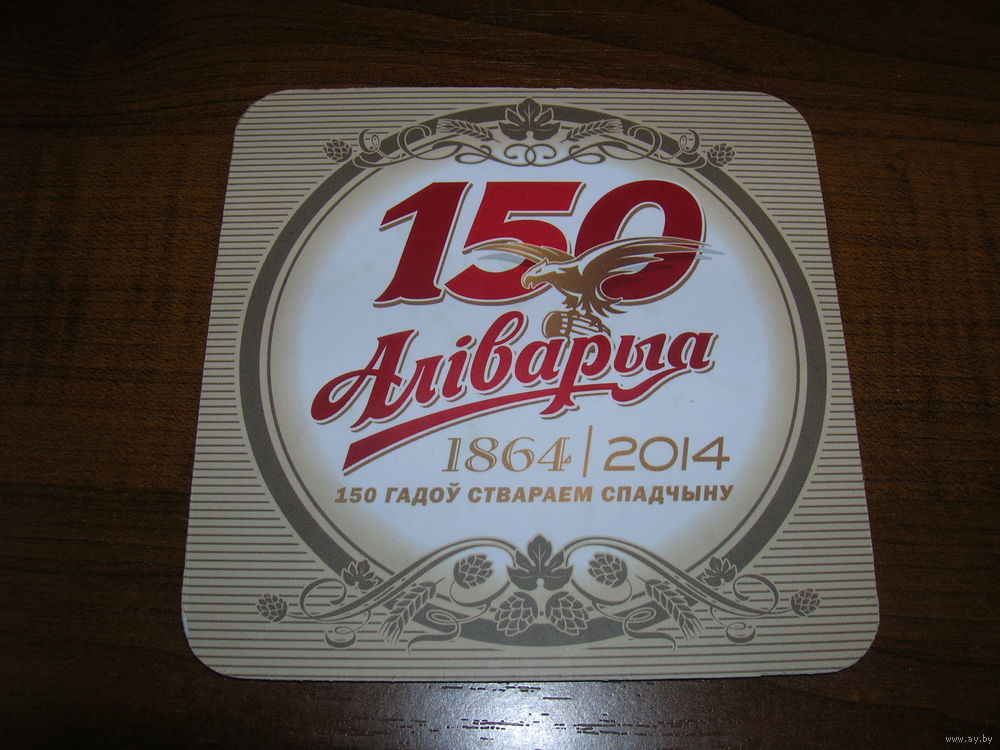 150
Аліварыя
1864 | 2014
150 ГАДОЎ СТВАРАЕМ СПАДЧЫНУ
www.ay.by